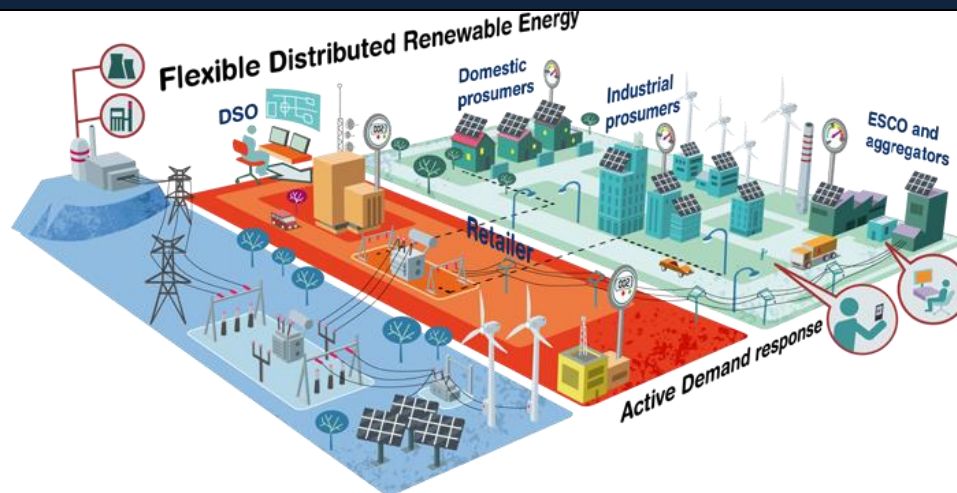 Flexible Distributed Renewable Energy
DSO
Domestic
prosumers
Industrial
prosumers
ESCO and
aggregators
Retailer
Active Demand response